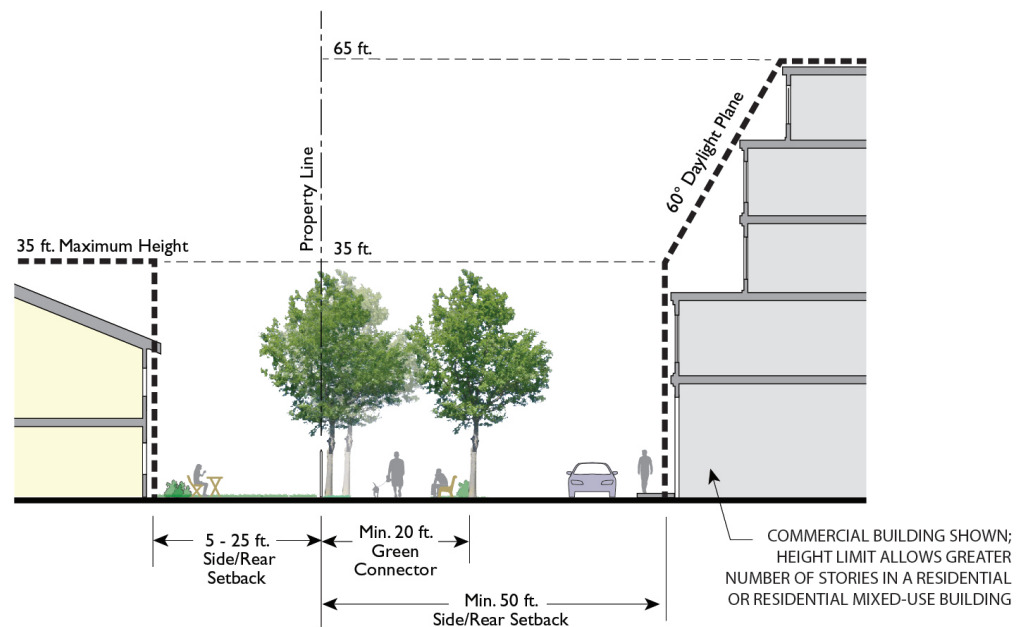 65 ft.
60° Daylight Plane
Property Line
35 ft. Maximum Height
35 ft.
5 - 25 ft.
Side/Rear
Setback
Min. 20 ft.
Green
Connector
Min. 50 ft.
Side/Rear Setback
COMMERCIAL BUILDING SHOWN;
HEIGHT LIMIT ALLOWS GREATER
NUMBER OF STORIES IN A RESIDENTIAL
OR RESIDENTIAL MIXED-USE BUILDING